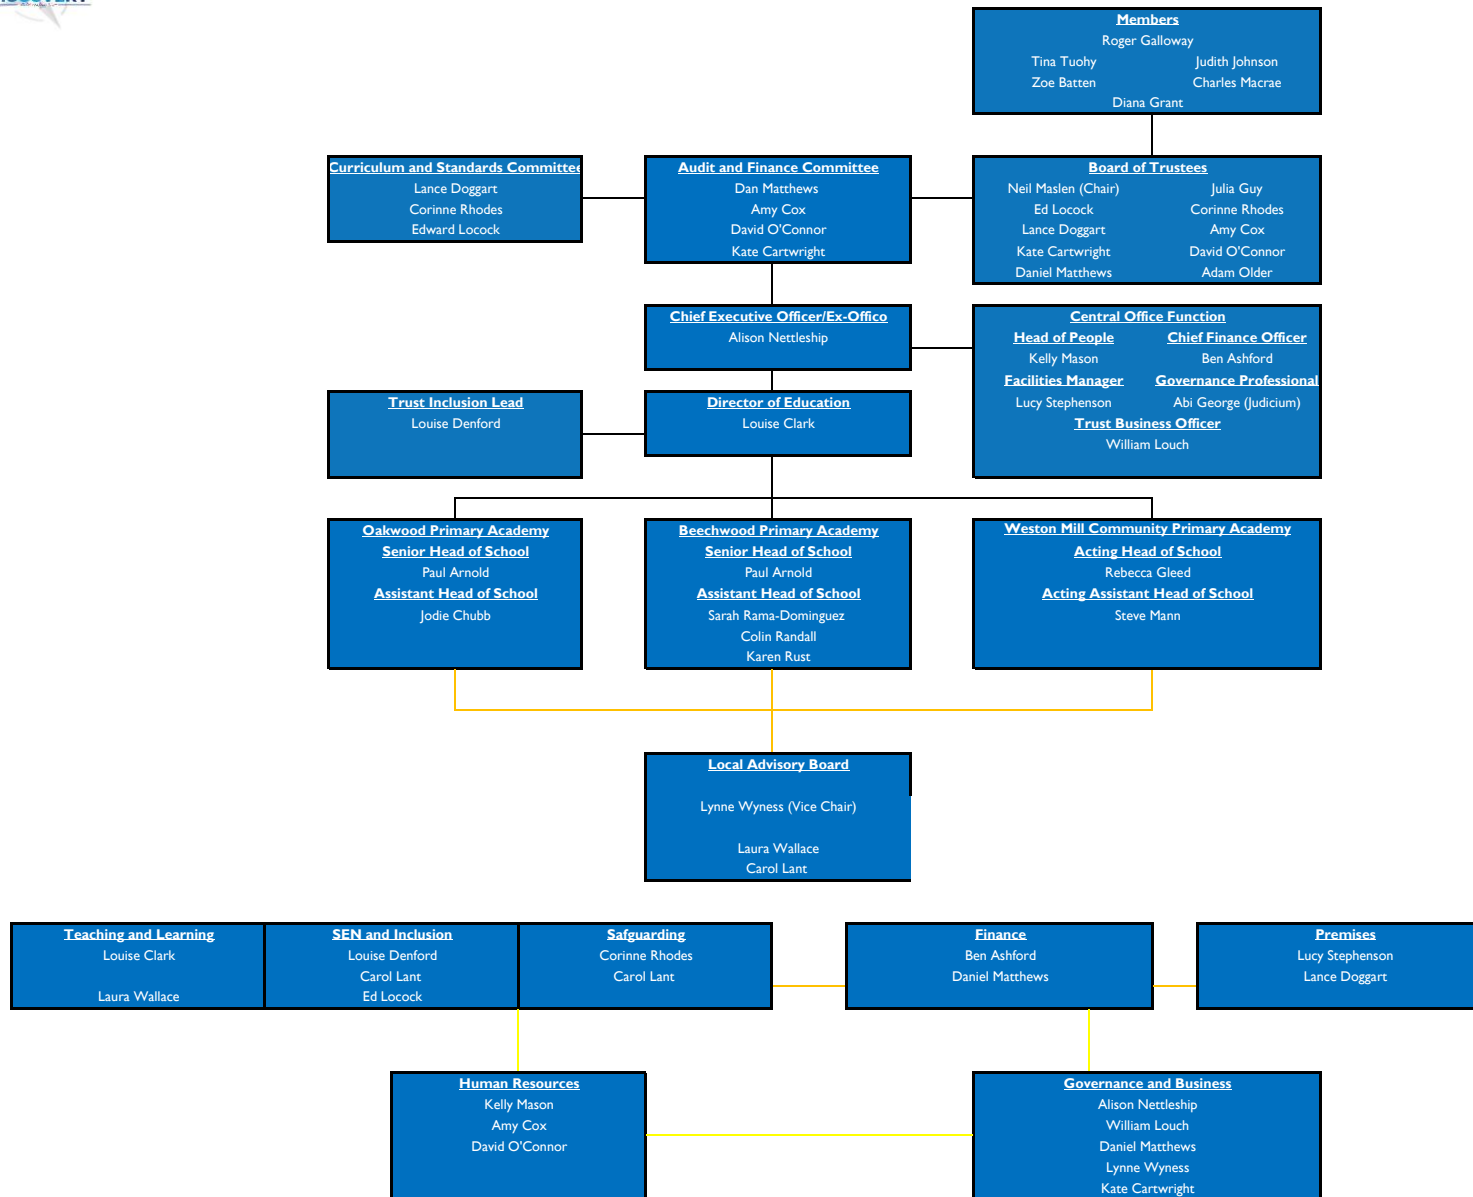 Members
Roger Galloway
Tina Tuohy Judith Johnson
Zoe Batten Charles Macrae
Diana Grant
Curriculum and Standards Committee
Lance Doggart
Corinne Rhodes
Edward Locock
Audit and Finance Committee
Dan Matthews
Amy Cox
David O'Connor
Kate Cartwright
Board of Trustees
Neil Maslen (Chair) Julia Guy
Ed Locock Corinne Rhodes
Lance Doggart Amy Cox
Kate Cartwright David O'Connor
Daniel Matthews Adam Older
Chief Executive Officer/Ex-Offico
Alison Nettleship
Central Office Function
Head of People Chief Finance Officer
Kelly Mason Ben Ashford
Facilities Manager Governance Professional
Lucy Stephenson Abi George (Judicium)
Trust Business Officer
William Louch
Trust Inclusion Lead
Louise Denford
Director of Education
Louise Clark
Oakwood Primary Academy
Senior Head of School
Paul Arnold
Assistant Head of School
Jodie Chubb
Beechwood Primary Academy
Senior Head of School
Paul Arnold
Assistant Head of School
Sarah Rama-Dominguez
Colin Randall
Karen Rust
Weston Mill Community Primary Academy
Acting Head of School
Rebecca Gleed
Acting Assistant Head of School
Steve Mann
Local Advisory Board
Lynne Wyness (Vice Chair)
Laura Wallace
Carol Lant
Teaching and Learning
Louise Clark
Laura Wallace
SEN and Inclusion
Louise Denford
Carol Lant
Ed Locock
Safguarding
Corinne Rhodes
Carol Lant
Finance
Ben Ashford
Daniel Matthews
Premises
Lucy Stephenson
Lance Doggart
Human Resources
Kelly Mason
Amy Cox
David O'Connor
Governance and Business
Alison Nettleship
William Louch
Daniel Matthews
Lynne Wyness
Kate Cartwright